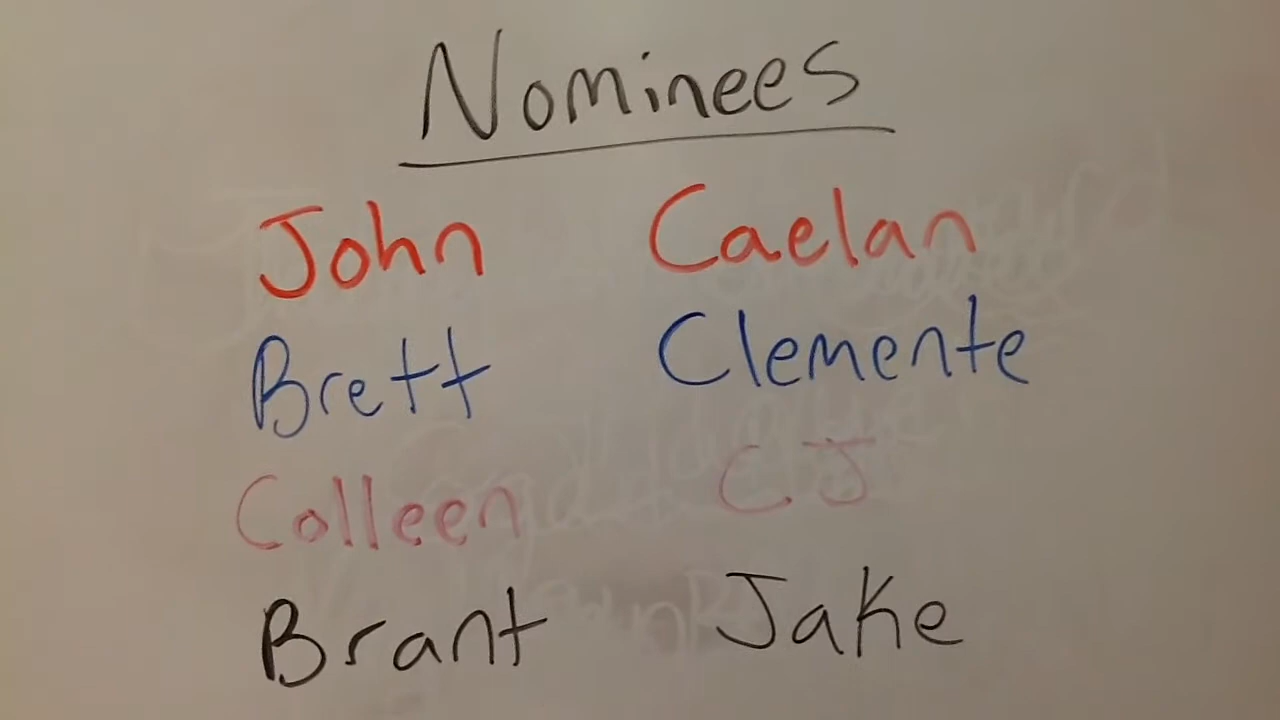 Nominees
John Caelan
Brett Clemente
Colleen CJ
Brant Jake